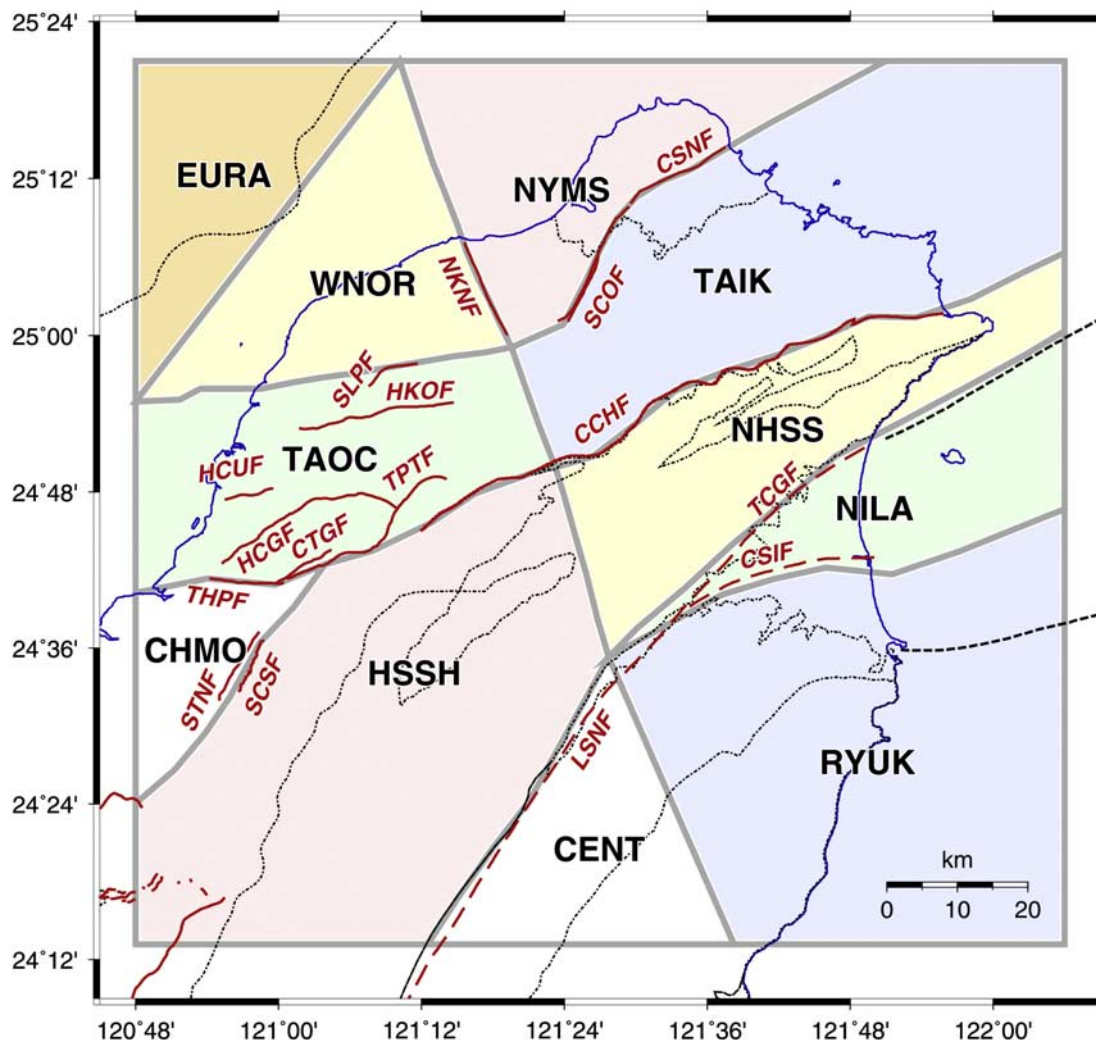 25°24'
25°12'
25°00'
24°48'
24°36'
24°24'
24°12'
EURA
NYMS
CSNF
WNOR
NKNF
SCOF
TAIK
SLPF
HKOF
CCHF
NHSS
HCUF
TAOC
TPTF
TCGF
NILA
HCGF
CTGF
CSIF
THPF
CHMO
STNF
SCSF
HSSH
LSNF
RYUK
CENT
km
0 10 20
120°48' 121°00' 121°12' 121°24' 121°36' 121°48' 122°00'